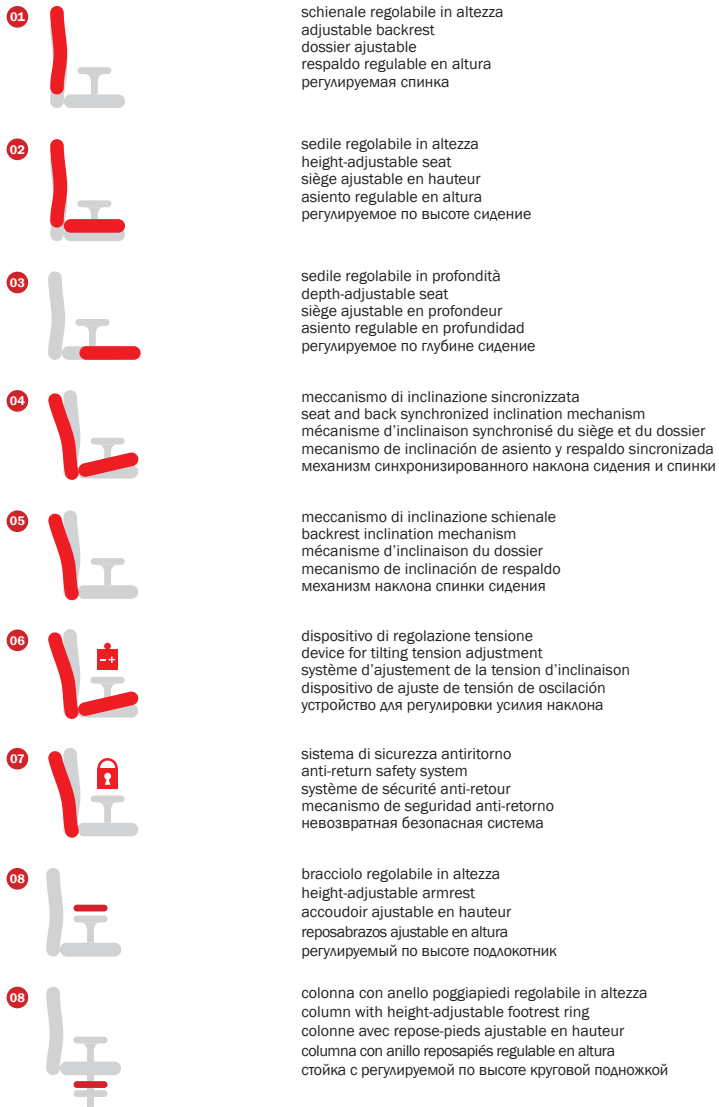 01
schienale regolabile in altezza
adjustable backrest
dossier ajustable
respaldo regulable en altura
регулируемая спинка
02
sedile regolabile in altezza
height-adjustable seat
siège ajustable en hauteur
asiento regulable en altura
регулируемое по высоте сидение
03
sedile regolabile in profondità
depth-adjustable seat
siège ajustable en profondeur
asiento regulable en profundidad
регулируемое по глубине сидение
04
meccanismo di inclinazione sincronizzata
seat and back synchronized inclination mechanism
mécanisme d'inclinaison synchronisé du siège et du dossier
mecanismo de inclinación de asiento y respaldo sincronizada
механизм синхронизированного наклона сидения и спинки
05
meccanismo di inclinazione schienale
backrest inclination mechanism
mécanisme d'inclinaison du dossier
mecanismo de inclinación de respaldo
механизм наклона спинки сидения
06
- +
dispositivo di regolazione tensione
device for tilting tension adjustment
système d'ajustement de la tension d'inclinaison
dispositivo de ajuste de tensión de oscilación
устройство для регулировки усилия наклона
07
sistema di sicurezza antiritorno
anti-return safety system
système de sécurité anti-retour
mecanismo de seguridad anti-retorno
невозвратная безопасная система
08
bracciolo regolabile in altezza
height-adjustable armrest
accoudoir ajustable en hauteur
reposabrazos ajustable en altura
регулируемый по высоте подлокотник
08
colonna con anello poggiapiedi regolabile in altezza
column with height-adjustable footrest ring
colonne avec repose-pieds ajustable en hauteur
columna con anillo reposapiés regulable en altura
стойка с регулируемой по высоте круговой подножкой